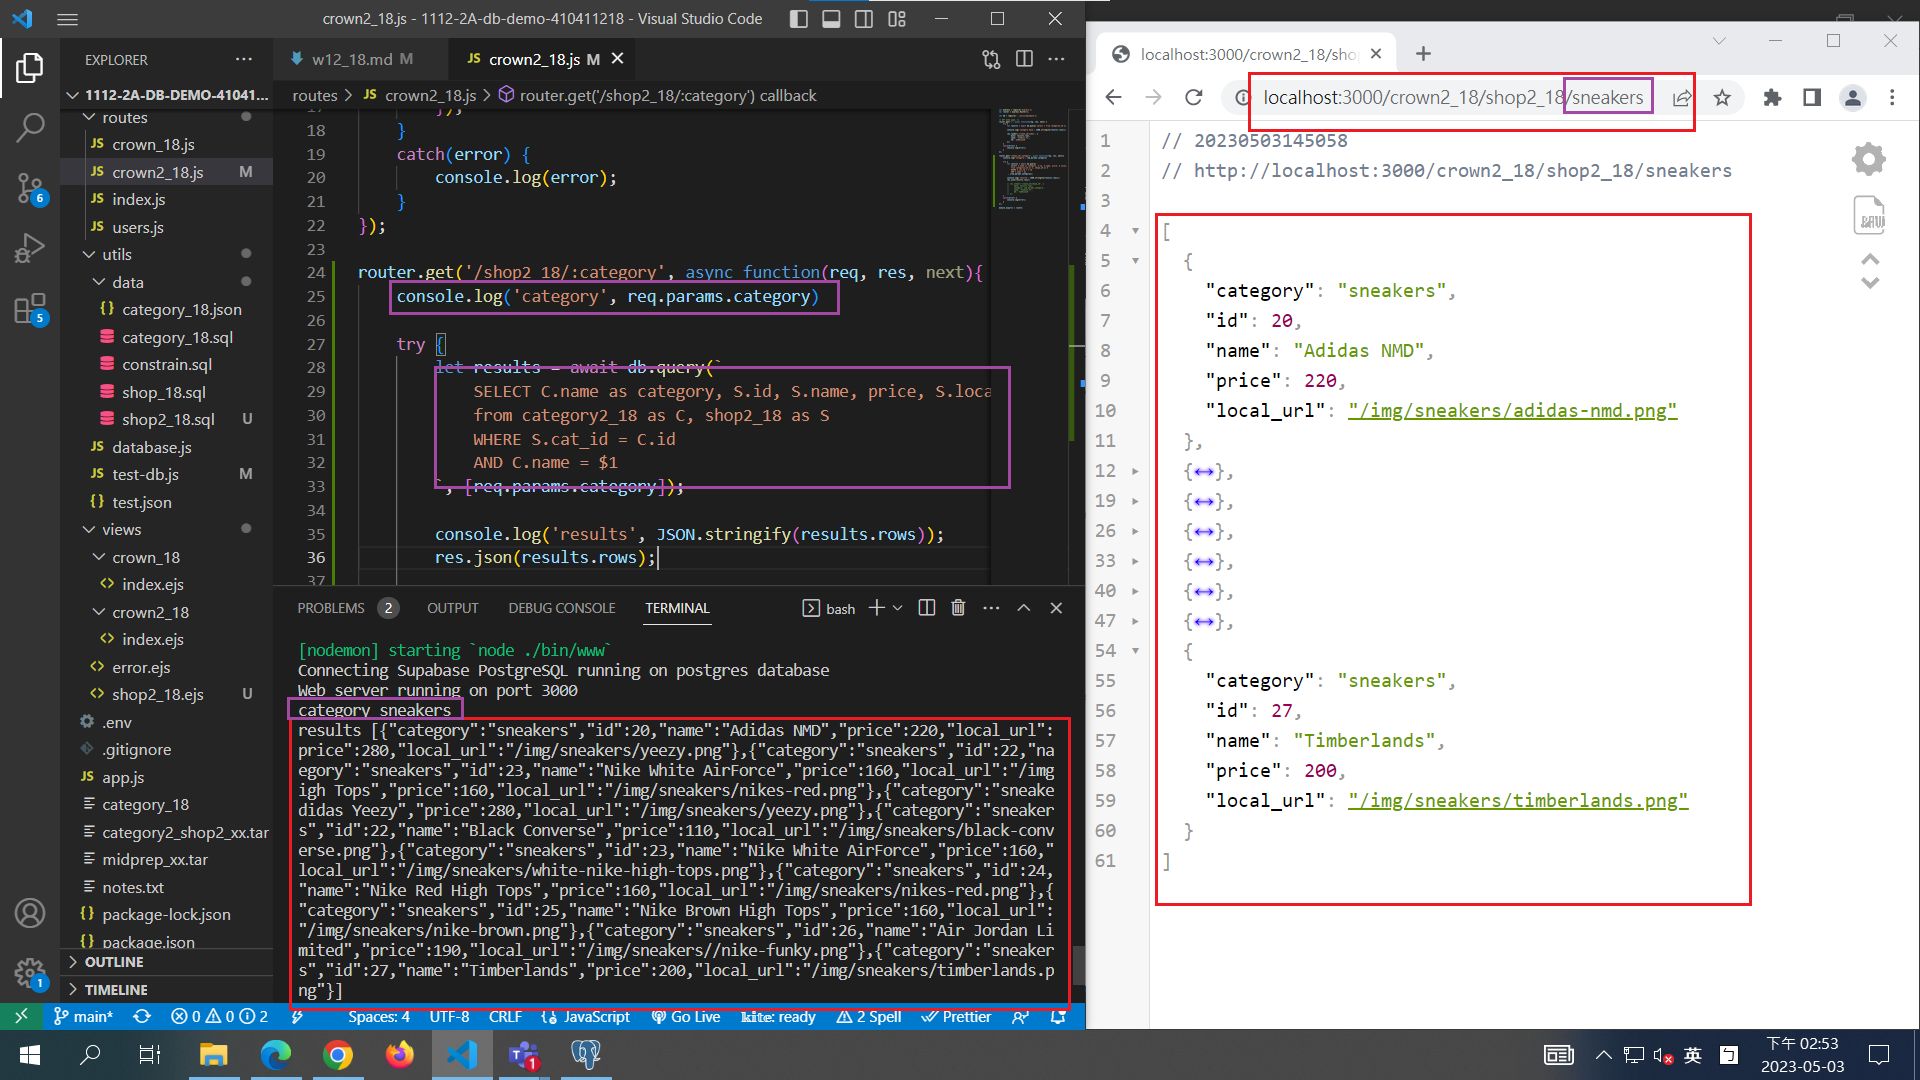 crown2_18.js - 1112-2A-db-demo-410411218 - Visual Studio Code
EXPLORER
1112-2A-DB-DEMO-41041...
routes
JS crown_18.js
JS crown2_18.js M
JS index.js
JS users.js
utils
data
{} category_18.json
category_18.sql
constrain.sql
shop_18.sql
shop2_18.sql U
JS database.js
JS test-db.js M
{} test.json
views
crown_18
<> index.ejs
crown2_18
<> index.ejs
<> error.ejs
<> shop2_18.ejs U
.env
.gitignore
JS app.js
category_18
category2_shop2_xx.tar
midprep_xx.tar
notes.txt
{} package-lock.json
{} package.json
OUTLINE
TIMELINE
6
5
1
w12_18.md M
JS crown2_18.js M
routes > JS crown2_18.js > router.get('/shop2_18/:category') callback
18 }
19 catch(error) {
20 console.log(error);
21 }
22 });
23
24 router.get('/shop2_18/:category', async function(req, res, next){
25 console.log('category', req.params.category)
26
27 try {
28 let results = await db.query(`
29 SELECT C.name as category, S.id, S.name, price, S.loca
30 from category2_18 as C, shop2_18 as S
31 WHERE S.cat_id = C.id
32 AND C.name = $1
33 `, [req.params.category]);
34
35 console.log('results', JSON.stringify(results.rows));
36 res.json(results.rows);
37
PROBLEMS 2 OUTPUT DEBUG CONSOLE TERMINAL bash
[nodemon] starting `node ./bin/www`
Connecting Supabase PostgreSQL running on postgres database
Web server running on port 3000
category sneakers
results [{"category":"sneakers","id":20,"name":"Adidas NMD","price":220,"local_url":
price":280,"local_url":"/img/sneakers/yeezy.png"},{"category":"sneakers","id":22,"na
egory":"sneakers","id":23,"name":"Nike White AirForce","price":160,"local_url":"/img
igh Tops","price":160,"local_url":"/img/sneakers/nikes-red.png"},{"category":"sneake
didas Yeezy","price":280,"local_url":"/img/sneakers/yeezy.png"},{"category":"sneaker
s","id":22,"name":"Black Converse","price":110,"local_url":"/img/sneakers/black-conv
erse.png"},{"category":"sneakers","id":23,"name":"Nike White AirForce","price":160,"
local_url":"/img/sneakers/white-nike-high-tops.png"},{"category":"sneakers","id":24,
"name":"Nike Red High Tops","price":160,"local_url":"/img/sneakers/nikes-red.png"},{
"category":"sneakers","id":25,"name":"Nike Brown High Tops","price":160,"local_url":
"/img/sneakers/nike-brown.png"},{"category":"sneakers","id":26,"name":"Air Jordan Li
mited","price":190,"local_url":"/img/sneakers//nike-funky.png"},{"category":"sneaker
s","id":27,"name":"Timberlands","price":200,"local_url":"/img/sneakers/timberlands.p
ng"}]
main* 0 0 2 Spaces: 4 UTF-8 CRLF JavaScript Go Live kite: ready 2 Spell Prettier
localhost:3000/crown2_18/sho
localhost:3000/crown2_18/shop2_18/sneakers
1 // 20230503145058
2 // http://localhost:3000/crown2_18/shop2_18/sneakers
3
4 [
5 {
6 "category": "sneakers",
7 "id": 20,
8 "name": "Adidas NMD",
9 "price": 220,
10 "local_url": "/img/sneakers/adidas-nmd.png"
11 },
12 {↔},
19 {↔},
26 {↔},
33 {↔},
40 {↔},
47 {↔},
54 {
55 "category": "sneakers",
56 "id": 27,
57 "name": "Timberlands",
58 "price": 200,
59 "local_url": "/img/sneakers/timberlands.png"
60 }
61 ]
RAW
1
英
下午 02:53
2023-05-03